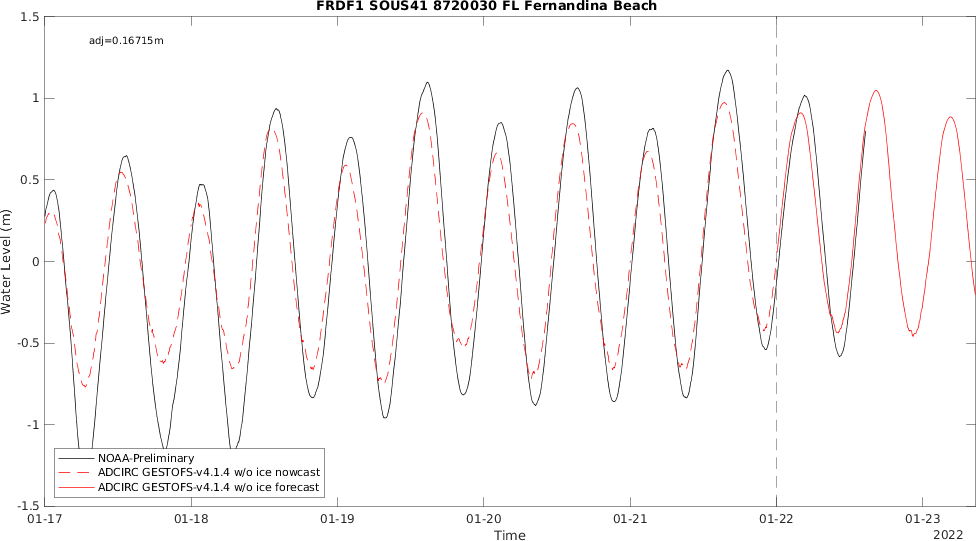 FRDF1 SOUS41 8720030 FL Fernandina Beach
adj=0.16715m
1.5
1
0.5
0
-0.5
-1
-1.5
Water Level (m)
NOAA-Preliminary
ADCIRC GESTOFS-v4.1.4 w/o ice nowcast
ADCIRC GESTOFS-v4.1.4 w/o ice forecast
01-17 01-18 01-19 01-20 01-21 01-22 01-23
Time
2022